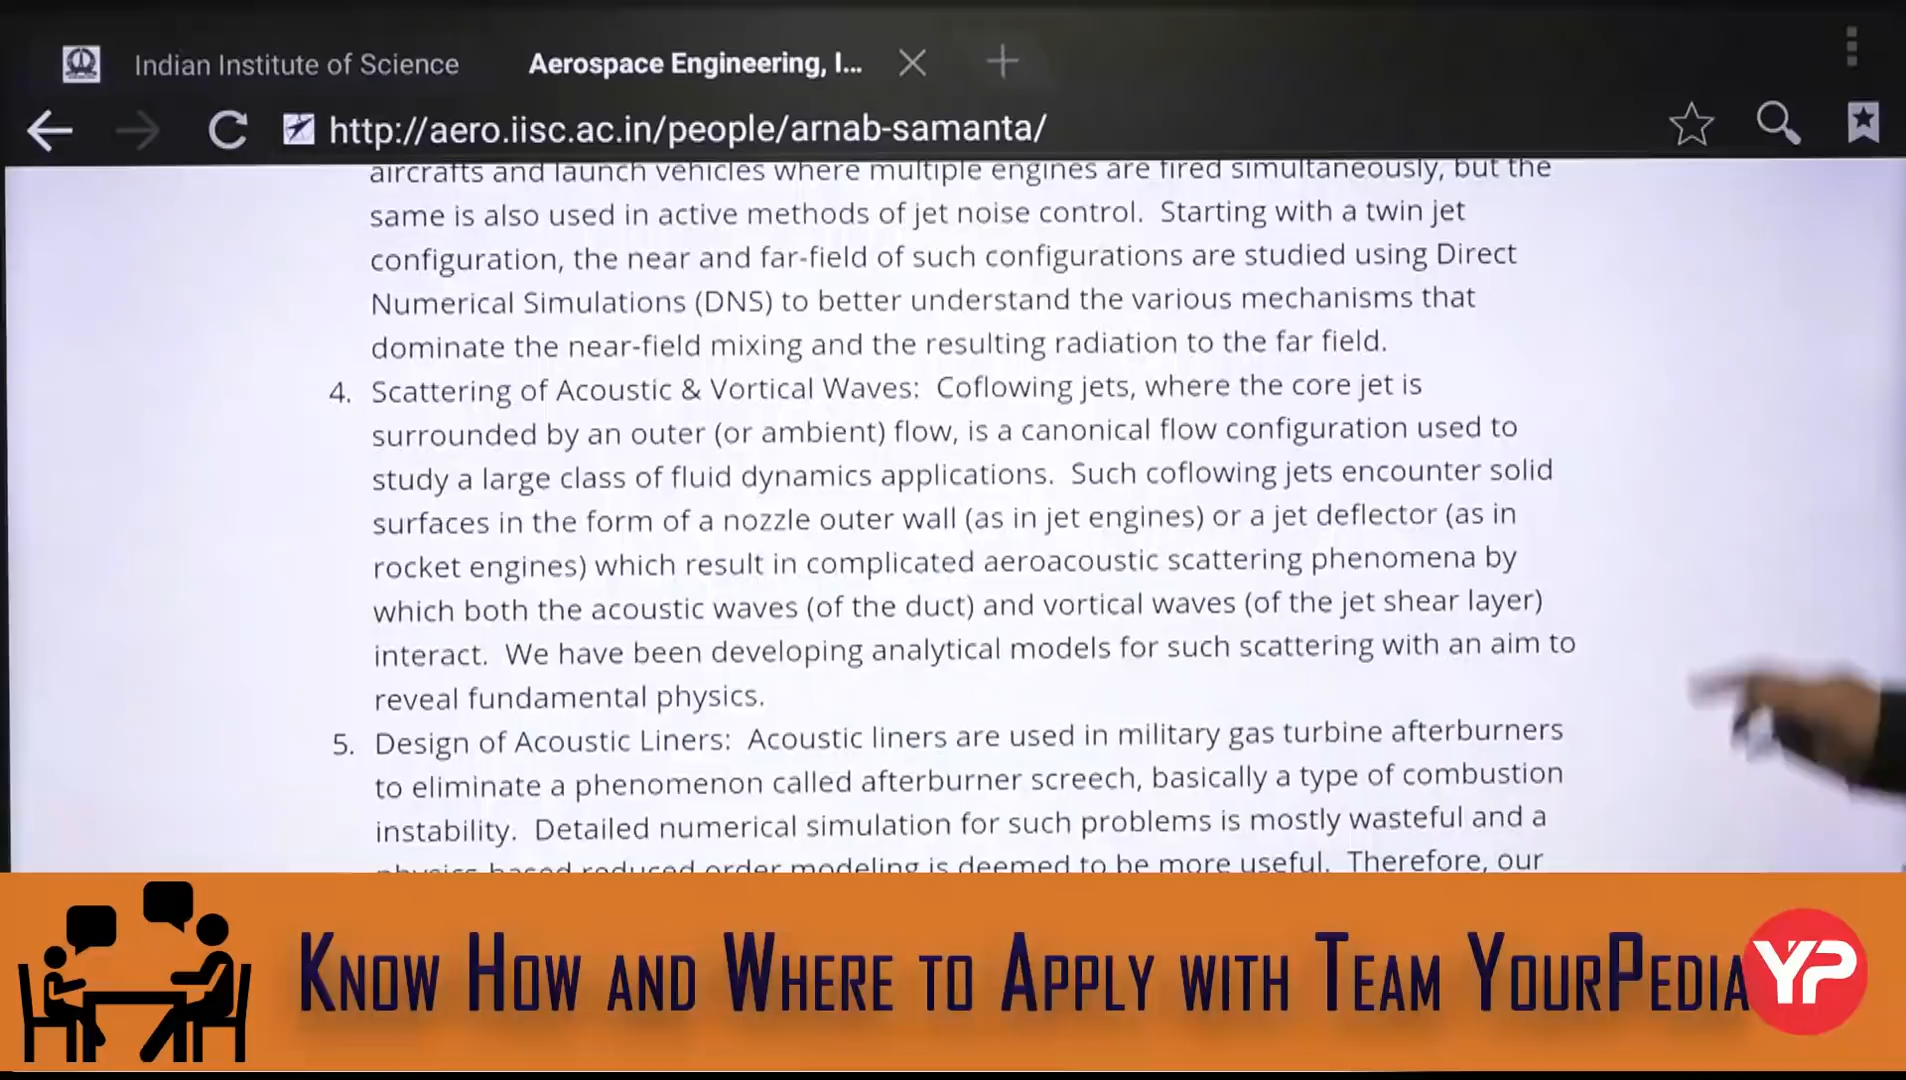 Indian Institute of Science
Aerospace Engineering, I...
http://aero.iisc.ac.in/people/arnab-samanta/
aircrafts and launch vehicles where multiple engines are fired simultaneously, but the
same is also used in active methods of jet noise control. Starting with a twin jet
configuration, the near and far-field of such configurations are studied using Direct
Numerical Simulations (DNS) to better understand the various mechanisms that
dominate the near-field mixing and the resulting radiation to the far field.
4. Scattering of Acoustic & Vortical Waves: Coflowing jets, where the core jet is
surrounded by an outer (or ambient) flow, is a canonical flow configuration used to
study a large class of fluid dynamics applications. Such coflowing jets encounter solid
surfaces in the form of a nozzle outer wall (as in jet engines) or a jet deflector (as in
rocket engines) which result in complicated aeroacoustic scattering phenomena by
which both the acoustic waves (of the duct) and vortical waves (of the jet shear layer)
interact. We have been developing analytical models for such scattering with an aim to
reveal fundamental physics.
5. Design of Acoustic Liners: Acoustic liners are used in military gas turbine afterburners
to eliminate a phenomenon called afterburner screech, basically a type of combustion
instability. Detailed numerical simulation for such problems is mostly wasteful and a
physics based reduced order modeling is deemed to be more useful. Therefore, our
KNOW HOW AND WHERE TO APPLY WITH TEAM YOURPEDIA
YP